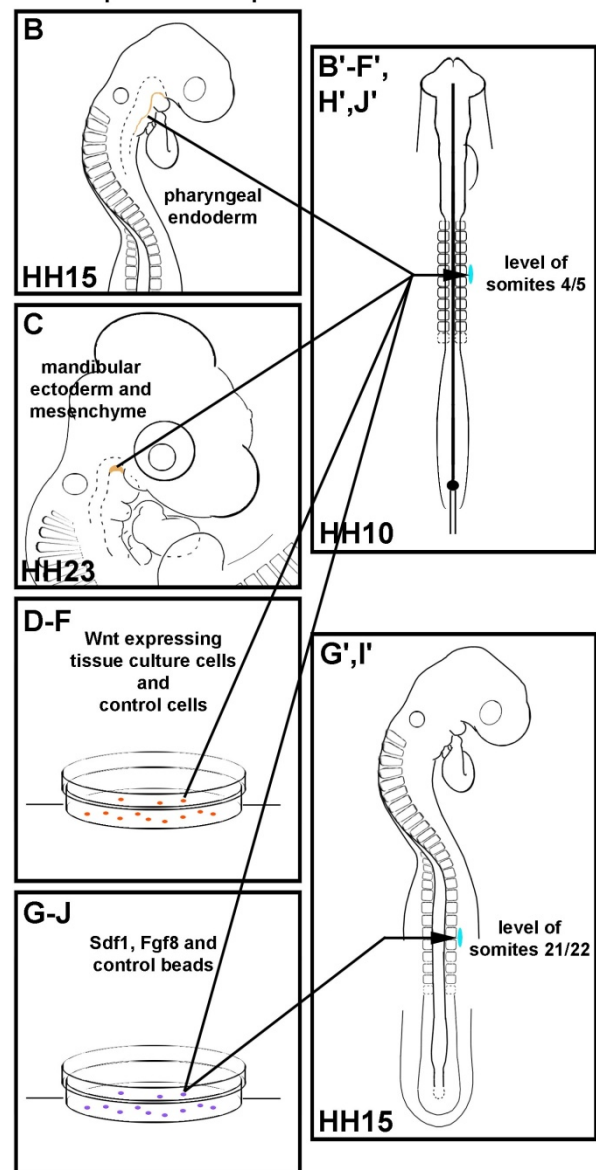 B
pharyngeal
endoderm
HH15
C
mandibular
ectoderm and
mesenchyme
HH23
D-F
Wnt expressing
tissue culture cells
and
control cells
G-J
Sdf1, Fgf8 and
control beads
B'-F',
H',J'
level of
somites 4/5
HH10
G',I'
level of
somites 21/22
HH15